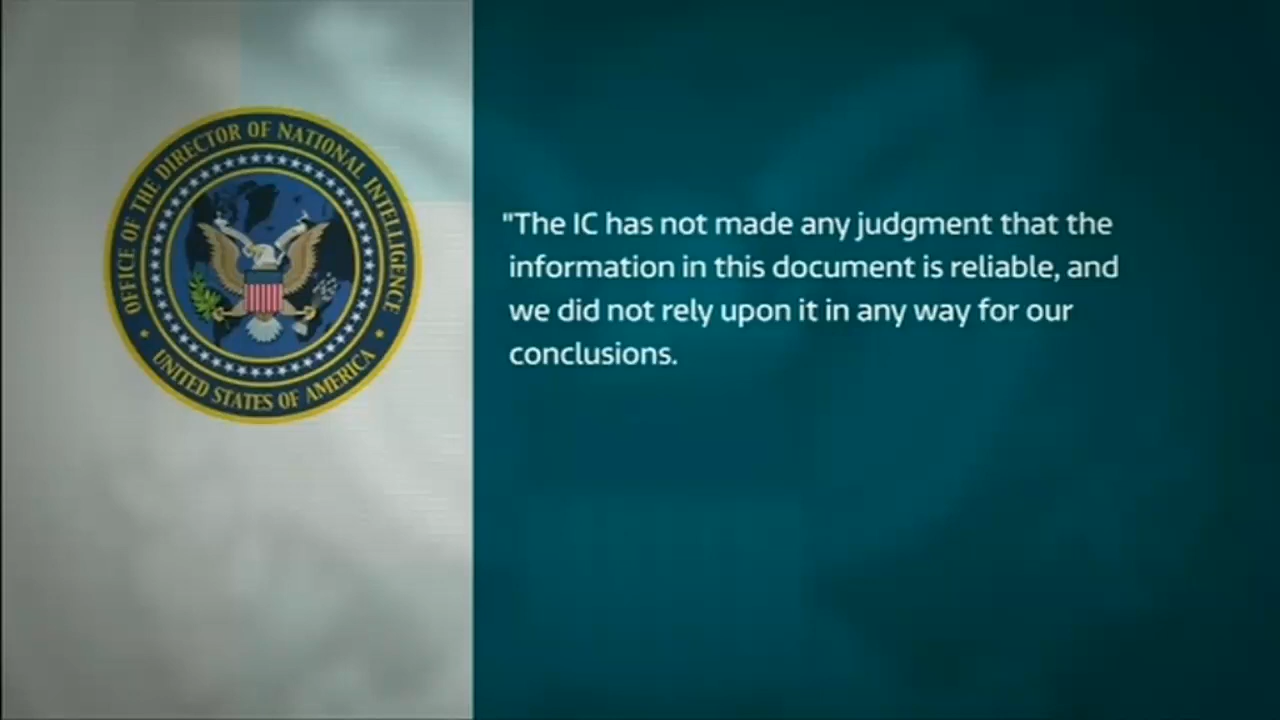 OFFICE OF THE DIRECTOR OF NATIONAL INTELLIGENCE
UNITED STATES OF AMERICA
"The IC has not made any judgment that the
information in this document is reliable, and
we did not rely upon it in any way for our
conclusions.